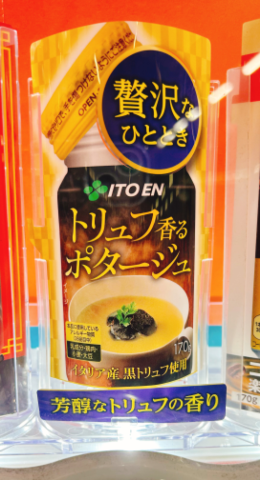 OPEN
贅沢な
ひととき
ITO EN
トリュフ香る
ポタージュ
170g
イタリア産 黒トリュフ使用
芳醇なトリュフの香り